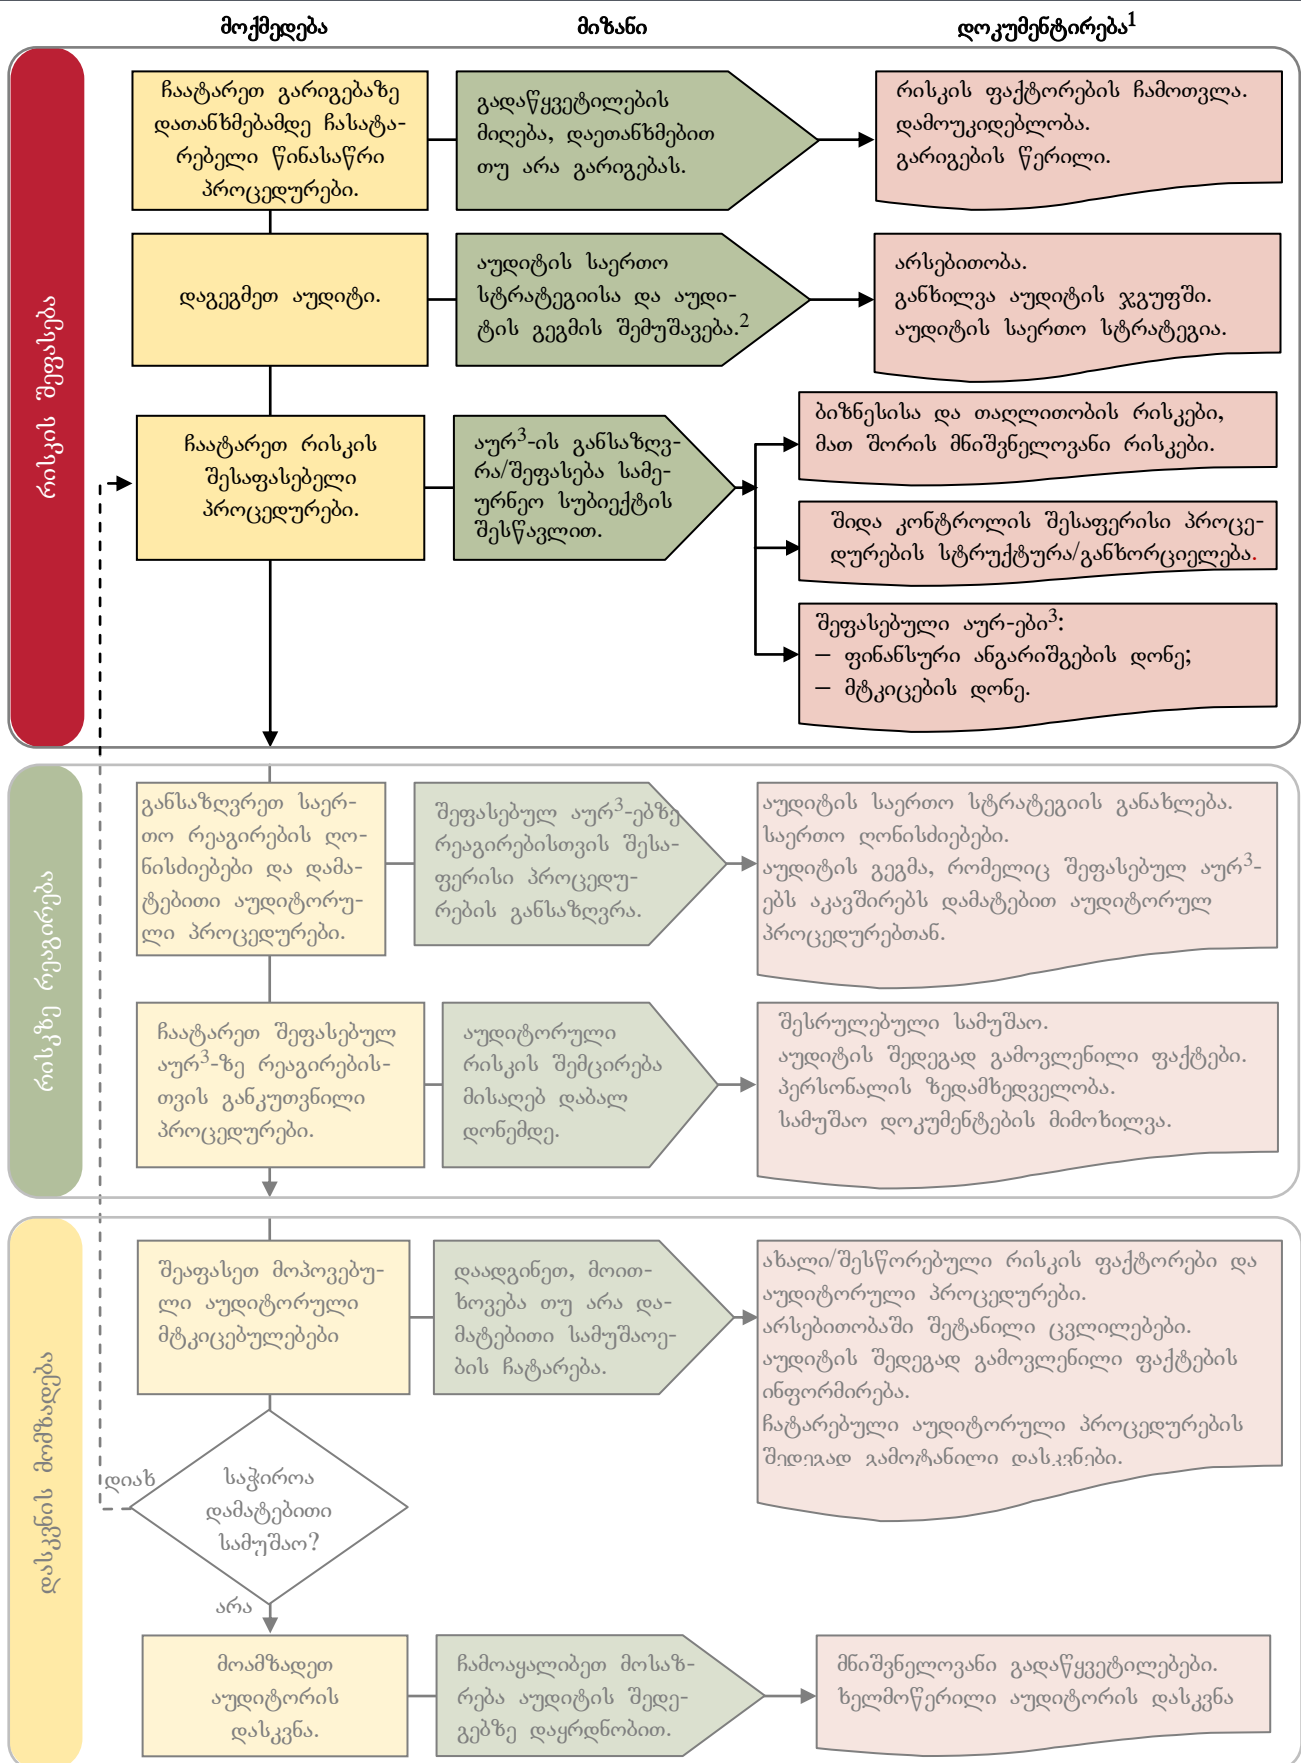 მოქმედება
მიზანი
დოკუმენტირება1
რისკის შეფასება
ჩაატარეთ გარიგებაზე
დათანხმებამდე ჩასატა-
რებელი წინასაწრი
პროცედურები.
გადაწყვეტილების
მიღება, დაეთანხმებით
თუ არა გარიგებას.
რისკის ფაქტორების ჩამოთვლა.
დამოუკიდებლობა.
გარიგების წერილი.
დაგეგმეთ აუდიტი.
აუდიტის საერთო
სტრატეგიისა და აუდი-
ტის გეგმის შემუშავება.2
არსებითობა.
განხილვა აუდიტის ჯგუფში.
აუდიტის საერთო სტრატეგია.
ჩაატარეთ რისკის
შესაფასებელი
პროცედურები.
აურ3-ის განსაზღვ-
რა/შეფასება სამე-
ურნეო სუბიექტის
შესწავლით.
ბიზნესისა და თაღლითობის რისკები,
მათ შორის მნიშვნელოვანი რისკები.
შიდა კონტროლის შესაფერისი პროცე-
დურების სტრუქტურა/განხორციელება.
შეფასებული აურ-ები3:
– ფინანსური ანგარიშგების დონე;
– მტკიცების დონე.
რისკზე რეაგირება
განსაზღვრეთ საერ-
თო რეაგირების ღო-
ნისძიებები და დამა-
ტებითი აუდიტორუ-
ლი პროცედურები.
შეფასებულ აურ3-ებზე
რეაგირებისთვის შესა-
ფერისი პროცედუ-
რების განსაზღვრა.
აუდიტის საერთო სტრატეგიის განახლება.
საერთო ღონისძიებები.
აუდიტის გეგმა, რომელიც შეფასებულ აურ3-
ებს აკავშირებს დამატებით აუდიტორულ
პროცედურებთან.
ჩაატარეთ შეფასებულ
აურ3-ზე რეაგირების-
თვის განკუთვნილი
პროცედურები.
აუდიტორული
რისკის შემცირება
მისაღებ დაბალ
დონემდე.
შესრულებული სამუშაო.
აუდიტის შედეგად გამოვლენილი ფაქტები.
პერსონალის ზედამხედველობა.
სამუშაო დოკუმენტების მიმოხილვა.
დასკვნის მომზადება
შეაფასეთ მოპოვებუ-
ლი აუდიტორული
მტკიცებულებები
დაადგინეთ, მოით-
ხოვება თუ არა და-
მატებითი სამუშაოე-
ბის ჩატარება.
ახალი/შესწორებული რისკის ფაქტორები და
აუდიტორული პროცედურები.
არსებითობაში შეტანილი ცვლილებები.
აუდიტის შედეგად გამოვლენილი ფაქტების
ინფორმირება.
ჩატარებული აუდიტორული პროცედურების
შედეგად გამოტანილი დასკვნები.
დიახ
საჭიროა
დამატებითი
სამუშაო?
არა
მოამზადეთ
აუდიტორის
დასკვნა.
ჩამოაყალიბეთ მოსაზ-
რება აუდიტის შედე-
გებზე დაყრდნობით.
მნიშვნელოვანი გადაწყვეტილებები.
ხელმოწერილი აუდიტორის დასკვნა